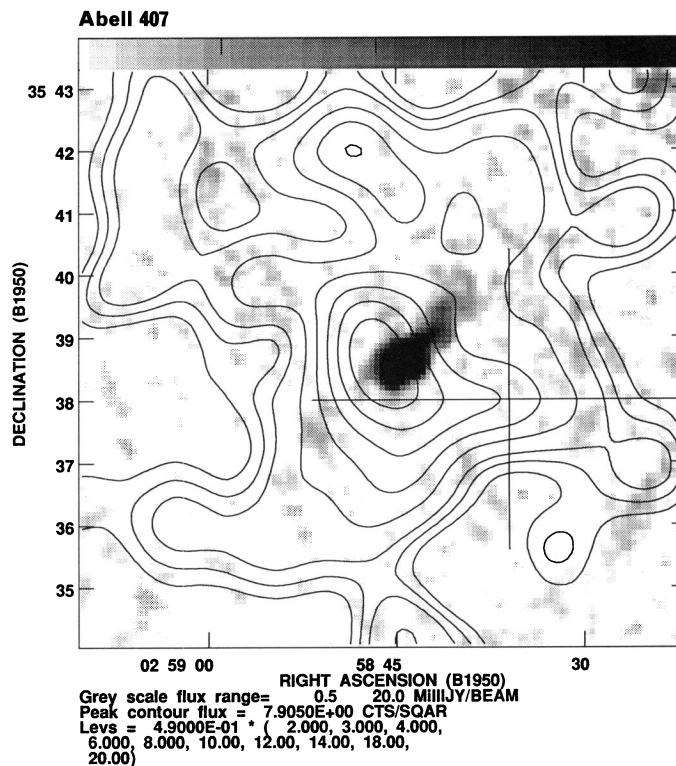 Abell 407
35 43
42
41
40
39
38
37
36
35
DECLINATION (B1950)
02 59 00
58 45
30
RIGHT ASCENSION (B1950)
Grey scale flux range= 0.5 20.0 MilliJY/BEAM
Peak contour flux = 7.9050E+00 CTS/SQAR
Levs = 4.9000E-01 * ( 2.000, 3.000, 4.000,
6.000, 8.000, 10.00, 12.00, 14.00, 18.00,
20.00)